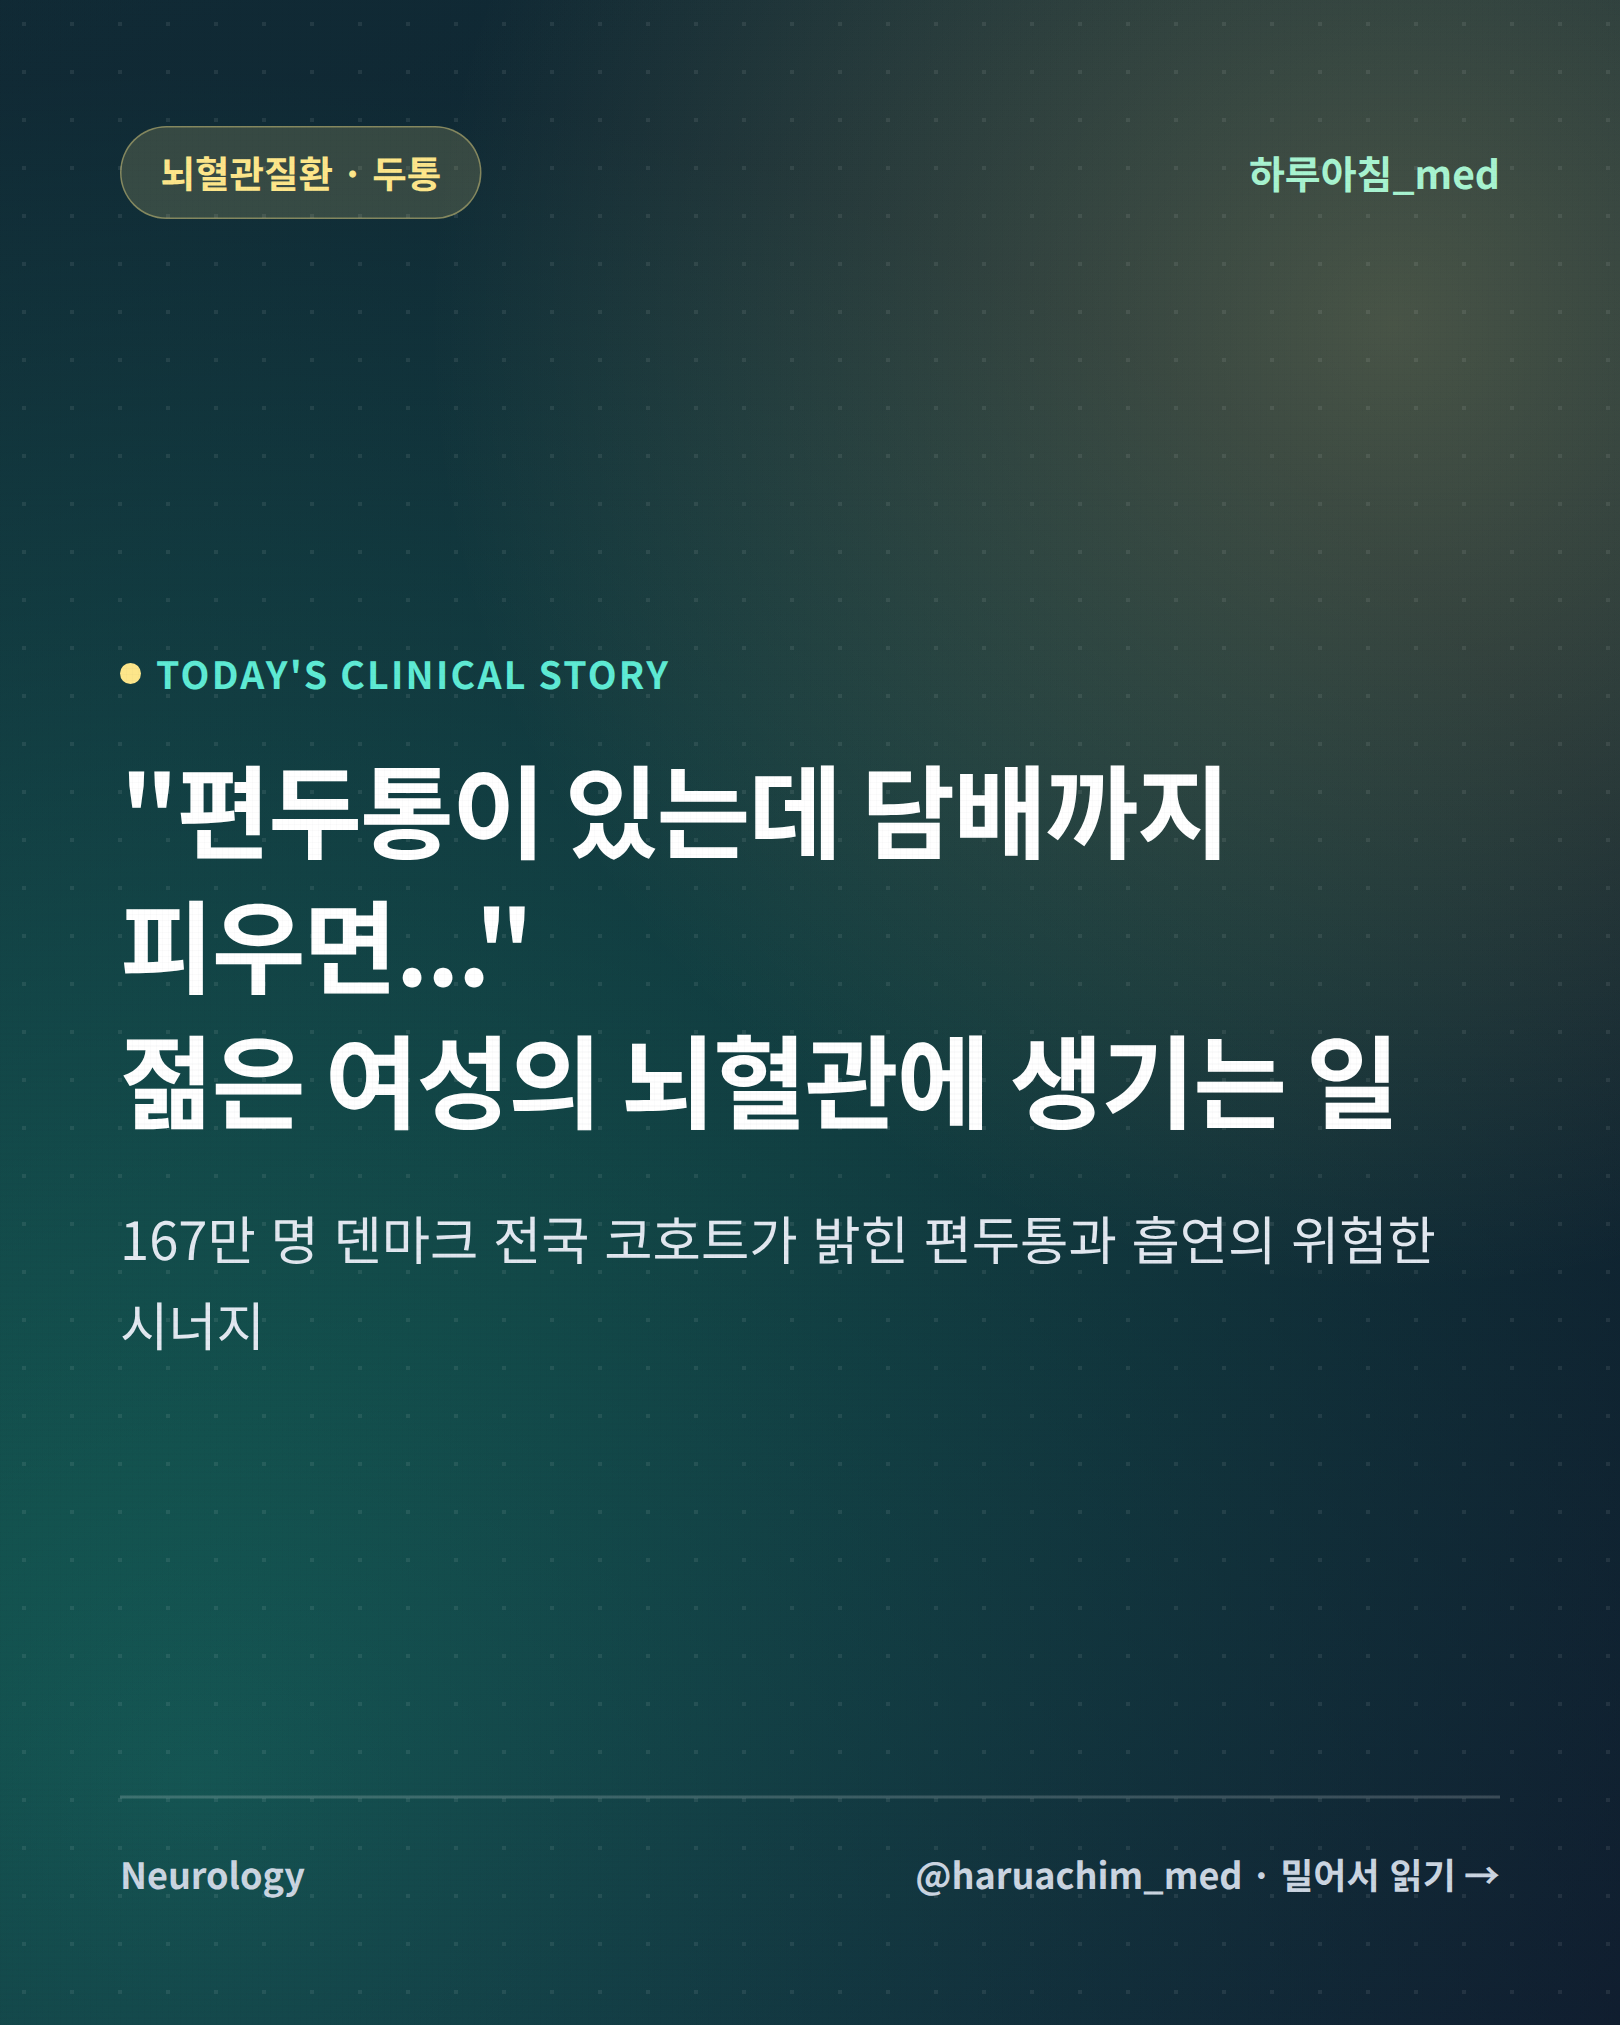 뇌혈관질환 · 두통
하루아침_med
TODAY'S CLINICAL STORY
"편두통이 있는데 담배까지
피우면..."
젊은 여성의 뇌혈관에 생기는 일
167만 명 덴마크 전국 코호트가 밝힌 편두통과 흡연의 위험한
시너지
Neurology
@haruachim_med · 밀어서 읽기 →